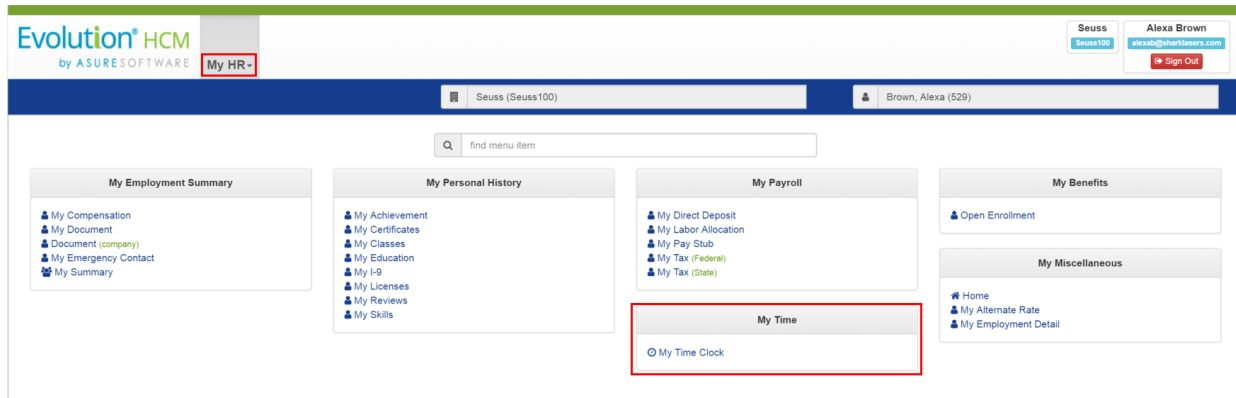 Evolution® HCM
by ASURESOFTWARE
My HR
Seuss
Seuss100
Alexa Brown
alexab@sharklasers.com
Sign Out
Seuss (Seuss100)
Brown, Alexa (529)
find menu item
My Employment Summary
My Compensation
My Document
Document (company)
My Emergency Contact
My Summary
My Personal History
My Achievement
My Certificates
My Classes
My Education
My I-9
My Licenses
My Reviews
My Skills
My Payroll
My Direct Deposit
My Labor Allocation
My Pay Stub
My Tax (Federal)
My Tax (State)
My Time
My Time Clock
My Benefits
Open Enrollment
My Miscellaneous
Home
My Alternate Rate
My Employment Detail